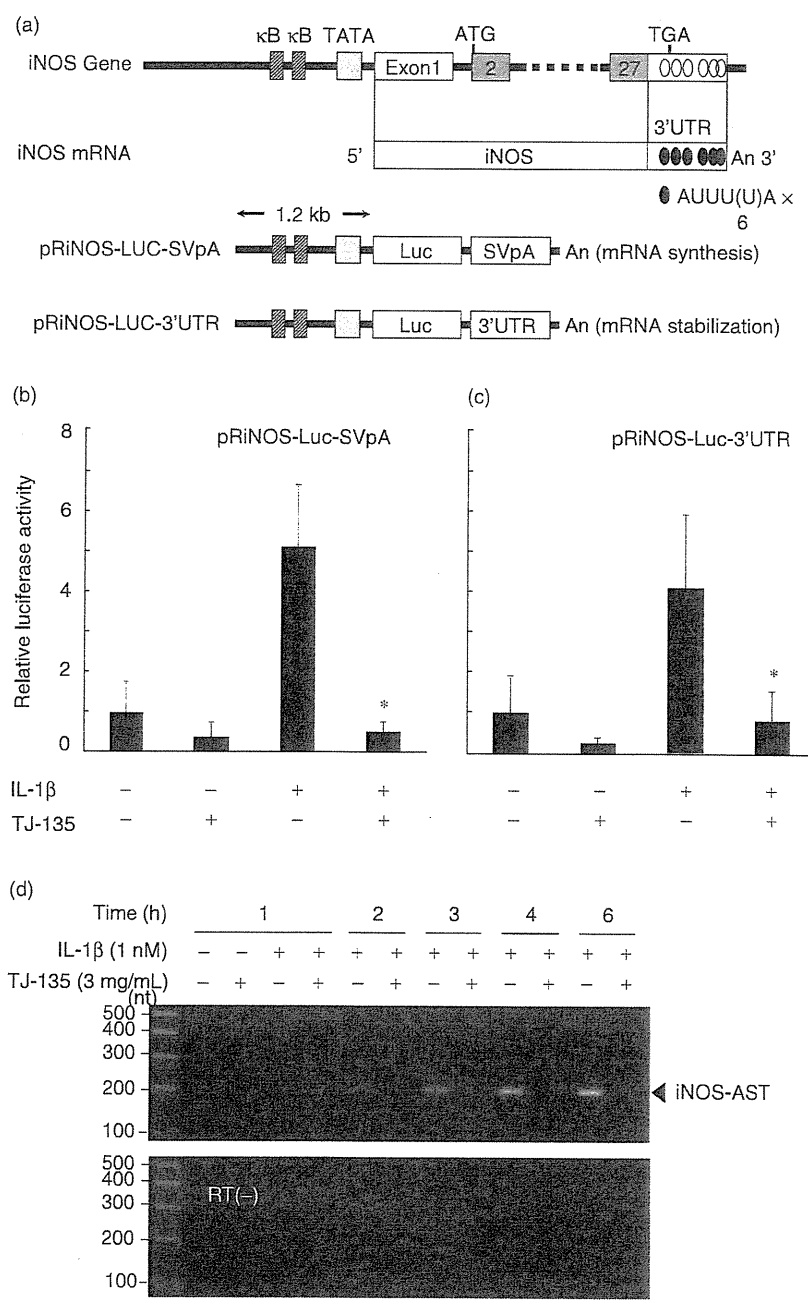 (a)
κB κB TATA ATG TGA
iNOS Gene Exon1 2 27
3'UTR
iNOS mRNA 5' iNOS An 3'
AUUU(U)A ×
6
1.2 kb
pRiNOS-LUC-SVpA Luc SVpA An (mRNA synthesis)
pRiNOS-LUC-3'UTR Luc 3'UTR An (mRNA stabilization)
(b)
pRiNOS-Luc-SVpA
Relative luciferase activity
8
6
4
2
0
*
(c)
pRiNOS-Luc-3'UTR
*
IL-1β – – + + – – + +
TJ-135 – + – + – + – +
(d)
Time (h) 1 2 3 4 6
IL-1β (1 nM) – – + + + + + + + + + +
TJ-135 (3 mg/mL) – + – + – + – + – + – +
(nt)
500
400
300
200 iNOS-AST
100
500
400
RT(–)
300
200
100